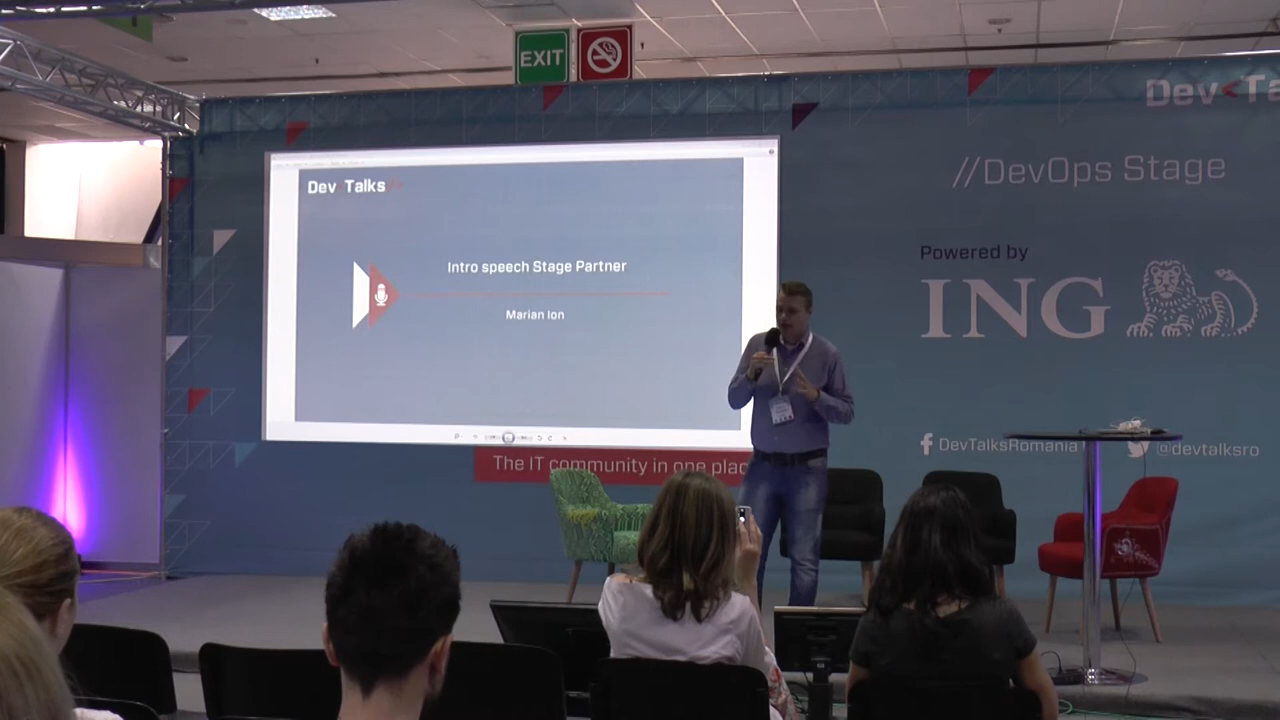 EXIT
Dev<Ta
//DevOps Stage
Powered by
ING
Dev Talks
Intro speech Stage Partner
Marian Ion
The IT community in one plac
DevTalksRomania
@devtalksro